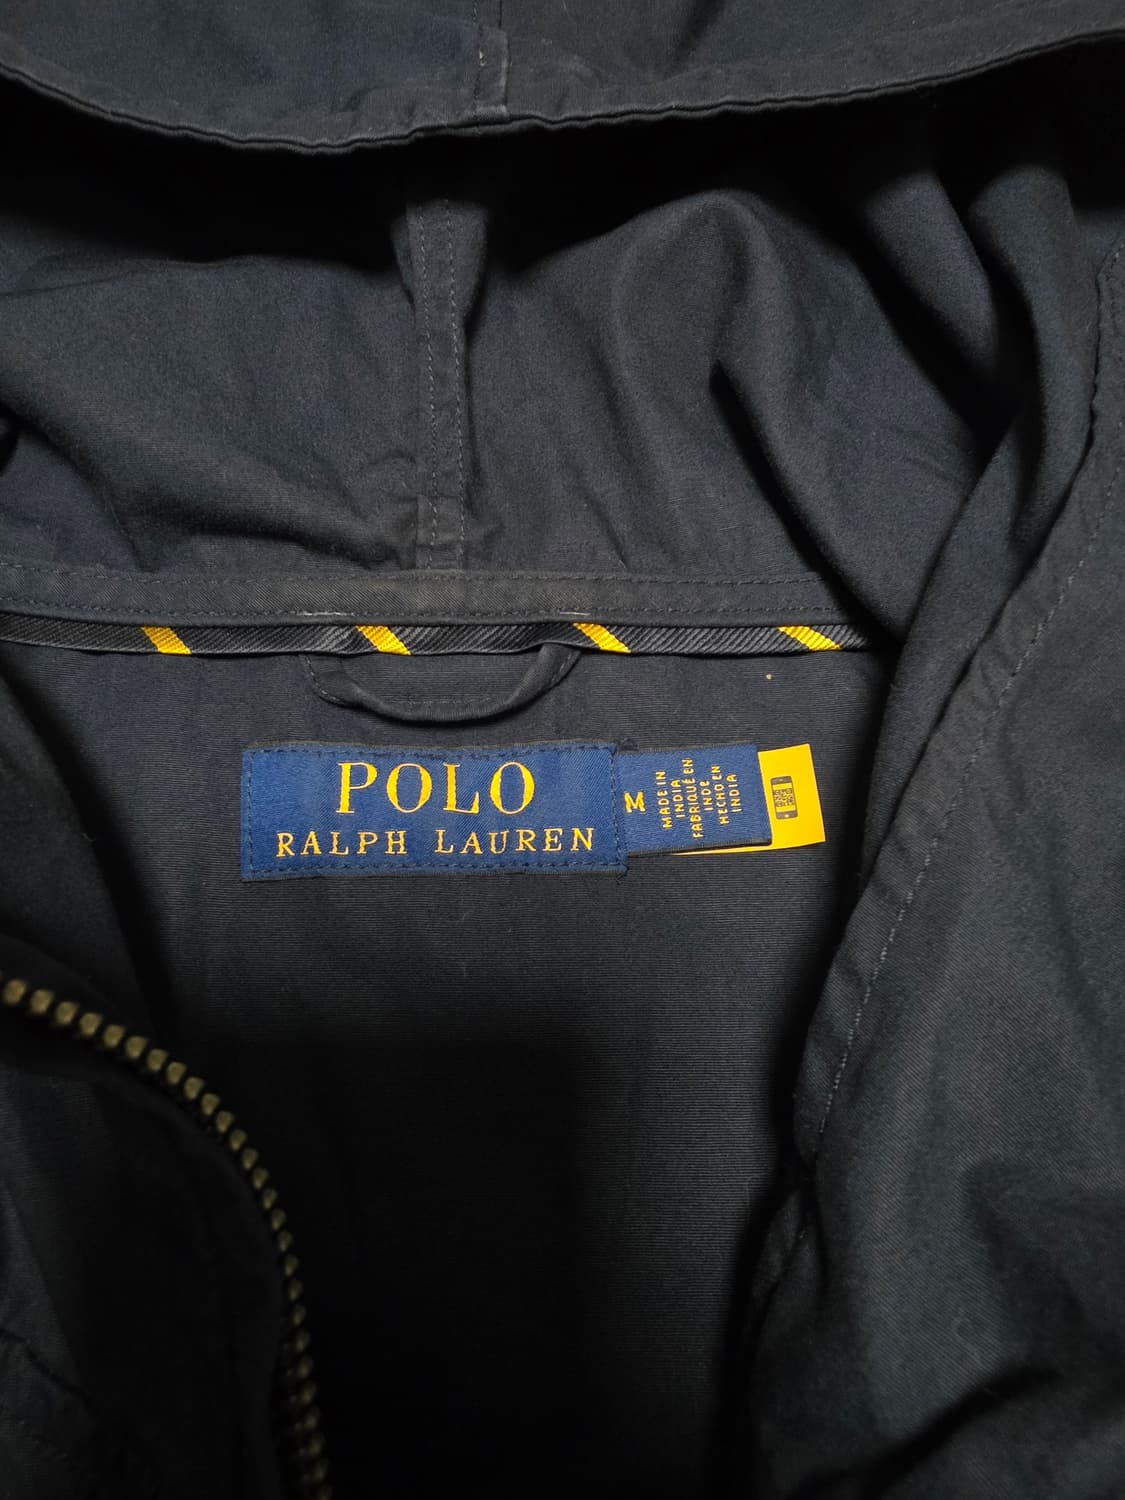 POLO
RALPH LAUREN
M
MADE IN
INDIA
FABRIQUÉ EN
INDE
HECHO EN
INDIA